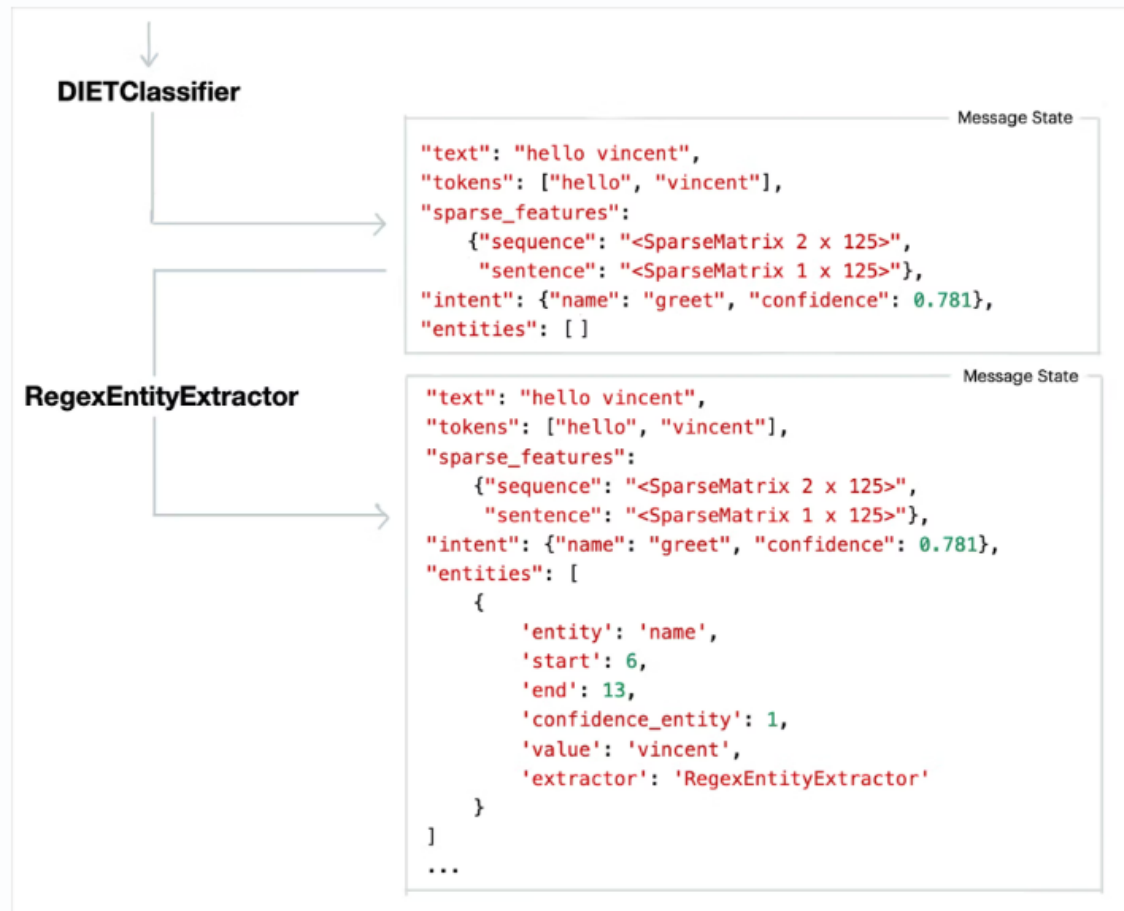 DIETClassifier
Message State
"text": "hello vincent",
"tokens": ["hello", "vincent"],
"sparse_features":
    {"sequence": "<SparseMatrix 2 x 125>",
     "sentence": "<SparseMatrix 1 x 125>"},
"intent": {"name": "greet", "confidence": 0.781},
"entities": []
RegexEntityExtractor
Message State
"text": "hello vincent",
"tokens": ["hello", "vincent"],
"sparse_features":
    {"sequence": "<SparseMatrix 2 x 125>",
     "sentence": "<SparseMatrix 1 x 125>"},
"intent": {"name": "greet", "confidence": 0.781},
"entities": [
    {
        'entity': 'name',
        'start': 6,
        'end': 13,
        'confidence_entity': 1,
        'value': 'vincent',
        'extractor': 'RegexEntityExtractor'
    }
]
...